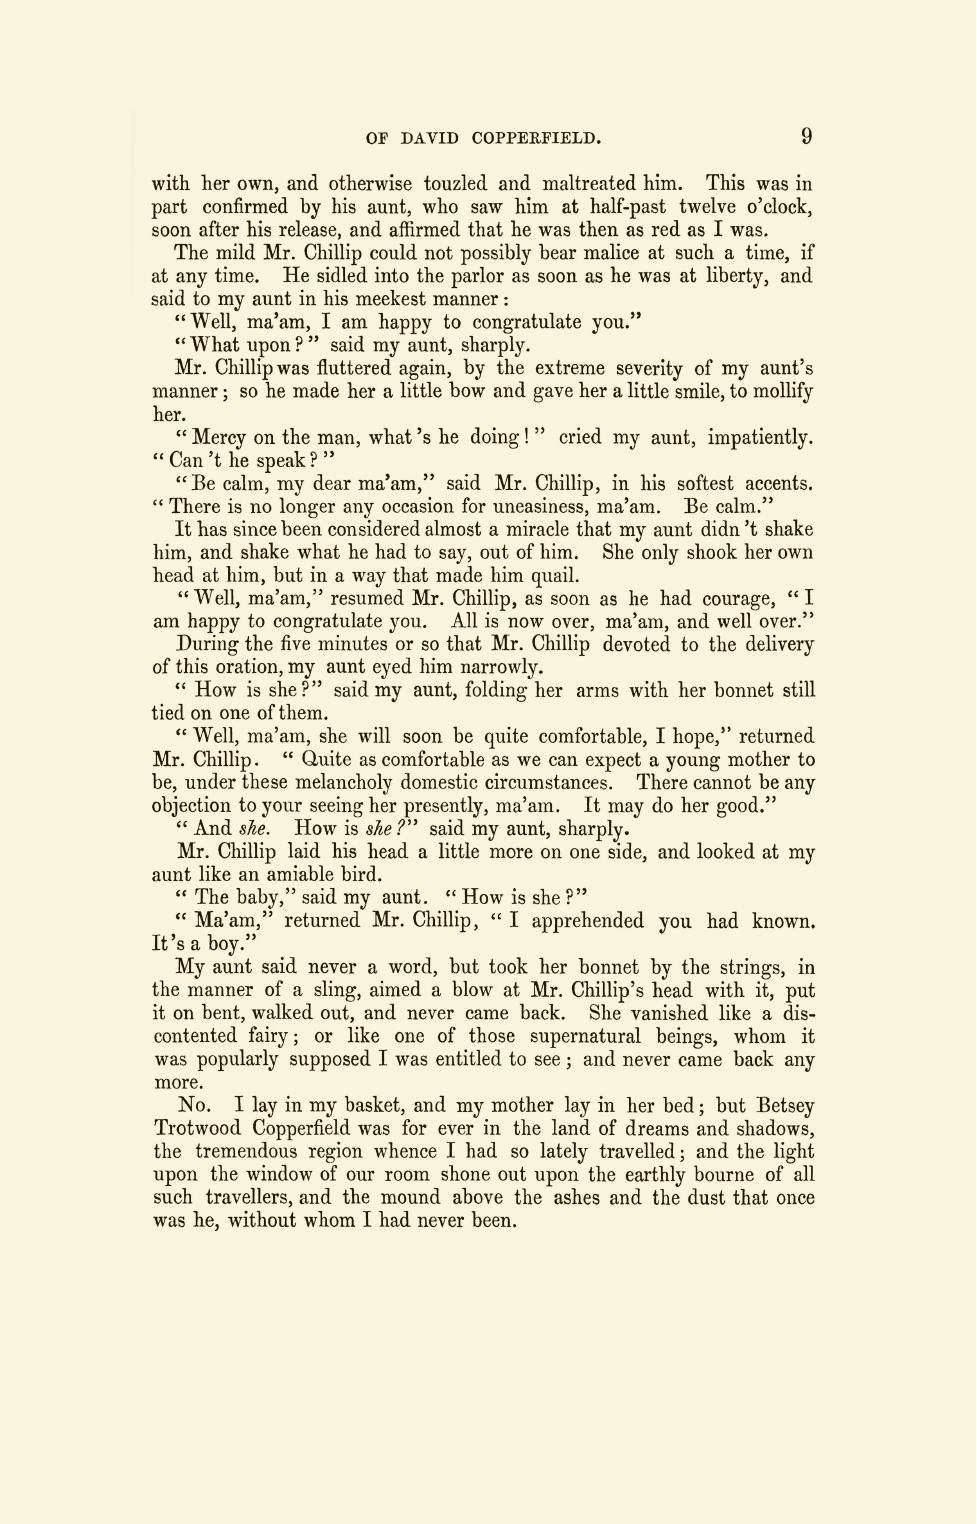 OF DAVID COPPERFIELD. 9
with her own, and otherwise touzled and maltreated him. This was in
part confirmed by his aunt, who saw him at half-past twelve o’clock,
soon after his release, and affirmed that he was then as red as I was.
The mild Mr. Chillip could not possibly bear malice at such a time, if
at any time. He sidled into the parlor as soon as he was at liberty, and
said to my aunt in his meekest manner :
“ Well, ma’am, I am happy to congratulate you.”
“ What upon ? ” said my aunt, sharply.
Mr. Chillip was fluttered again, by the extreme severity of my aunt’s
manner ; so he made her a little bow and gave her a little smile, to mollify
her.
“ Mercy on the man, what ’s he doing ! ” cried my aunt, impatiently.
“ Can ’t he speak ? ”
“ Be calm, my dear ma’am,” said Mr. Chillip, in his softest accents.
“ There is no longer any occasion for uneasiness, ma’am. Be calm.”
It has since been considered almost a miracle that my aunt didn ’t shake
him, and shake what he had to say, out of him. She only shook her own
head at him, but in a way that made him quail.
“ Well, ma’am,” resumed Mr. Chillip, as soon as he had courage, “ I
am happy to congratulate you. All is now over, ma’am, and well over.”
During the five minutes or so that Mr. Chillip devoted to the delivery
of this oration, my aunt eyed him narrowly.
“ How is she ?” said my aunt, folding her arms with her bonnet still
tied on one of them.
“ Well, ma’am, she will soon be quite comfortable, I hope,” returned
Mr. Chillip. “ Quite as comfortable as we can expect a young mother to
be, under these melancholy domestic circumstances. There cannot be any
objection to your seeing her presently, ma’am. It may do her good.”
“ And she. How is she ?” said my aunt, sharply.
Mr. Chillip laid his head a little more on one side, and looked at my
aunt like an amiable bird.
“ The baby,” said my aunt. “ How is she ?”
“ Ma’am,” returned Mr. Chillip, “ I apprehended you had known.
It ’s a boy.”
My aunt said never a word, but took her bonnet by the strings, in
the manner of a sling, aimed a blow at Mr. Chillip’s head with it, put
it on bent, walked out, and never came back. She vanished like a dis-
contented fairy ; or like one of those supernatural beings, whom it
was popularly supposed I was entitled to see ; and never came back any
more.
No. I lay in my basket, and my mother lay in her bed ; but Betsey
Trotwood Copperfield was for ever in the land of dreams and shadows,
the tremendous region whence I had so lately travelled ; and the light
upon the window of our room shone out upon the earthly bourne of all
such travellers, and the mound above the ashes and the dust that once
was he, without whom I had never been.